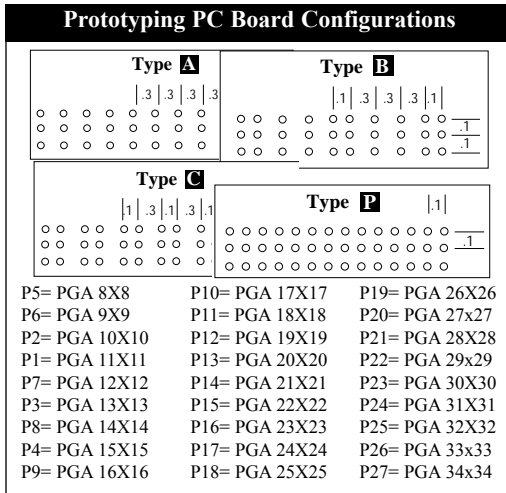 Prototyping PC Board Configurations
Type A
.3 .3 .3 .3
Type B
.1 .3 .3 .3 .1
.1
.1
Type C
.1 .3 .1 .3 .1
Type P
.1
.1
P5= PGA 8X8 P10= PGA 17X17 P19= PGA 26X26
P6= PGA 9X9 P11= PGA 18X18 P20= PGA 27x27
P2= PGA 10X10 P12= PGA 19X19 P21= PGA 28X28
P1= PGA 11X11 P13= PGA 20X20 P22= PGA 29x29
P7= PGA 12X12 P14= PGA 21X21 P23= PGA 30X30
P3= PGA 13X13 P15= PGA 22X22 P24= PGA 31X31
P8= PGA 14X14 P16= PGA 23X23 P25= PGA 32X32
P4= PGA 15X15 P17= PGA 24X24 P26= PGA 33x33
P9= PGA 16X16 P18= PGA 25X25 P27= PGA 34x34